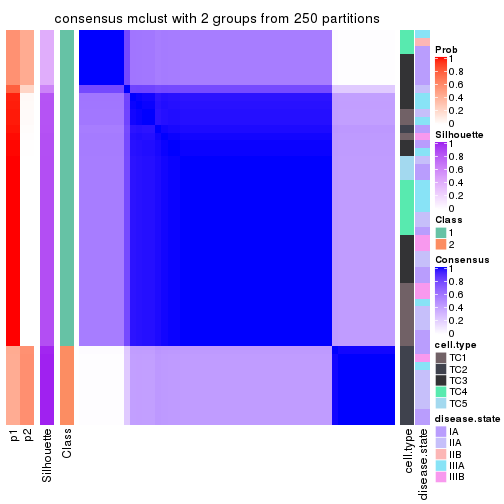 consensus mclust with 2 groups from 250 partitions
Prob
1
0.8
0.6
0.4
0.2
0
Silhouette
1
0.8
0.6
0.4
0.2
0
Class
1
2
Consensus
1
0.8
0.6
0.4
0.2
0
cell.type
TC1
TC2
TC3
TC4
TC5
disease.state
IA
IIA
IIB
IIIA
IIIB
p1
p2
Silhouette
Class
cell.type
disease.state